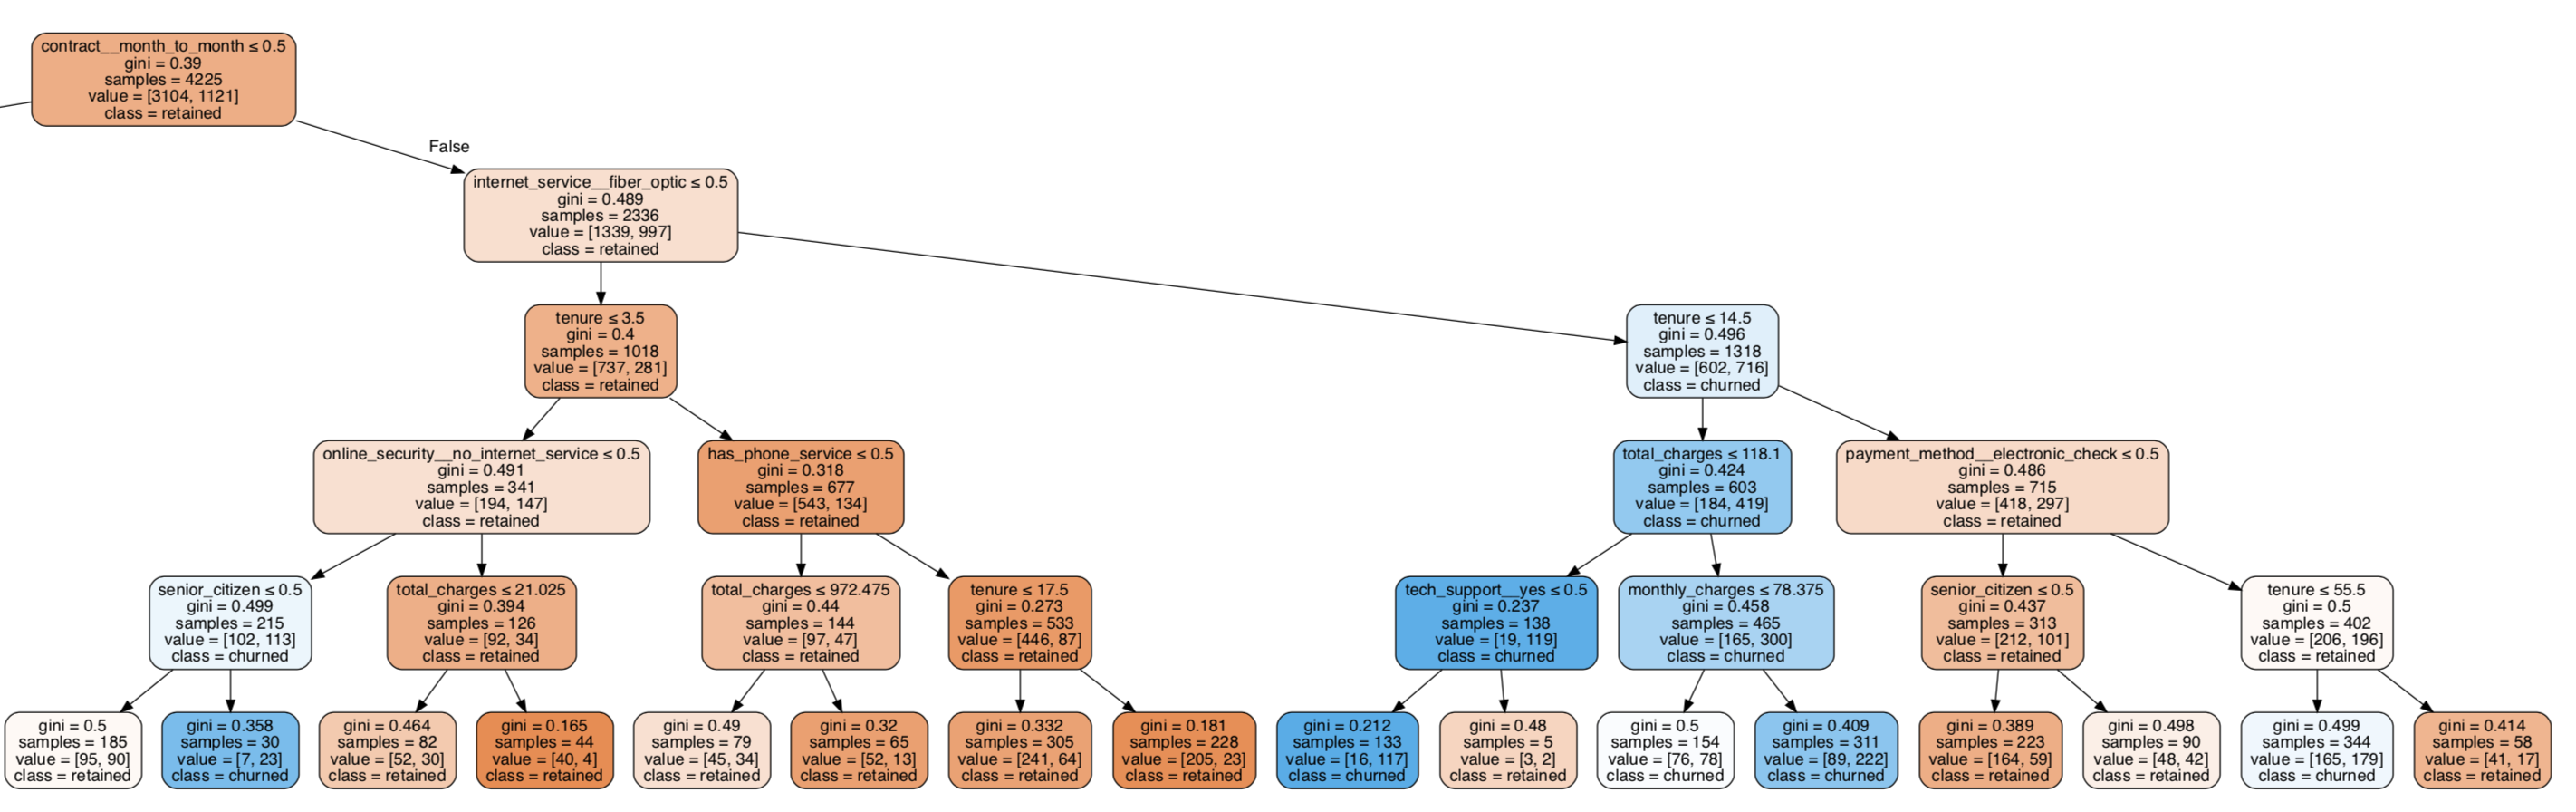 contract__month_to_month ≤ 0.5
gini = 0.39
samples = 4225
value = [3104, 1121]
class = retained
False
internet_service__fiber_optic ≤ 0.5
gini = 0.489
samples = 2336
value = [1339, 997]
class = retained
tenure ≤ 3.5
gini = 0.4
samples = 1018
value = [737, 281]
class = retained
tenure ≤ 14.5
gini = 0.496
samples = 1318
value = [602, 716]
class = churned
online_security__no_internet_service ≤ 0.5
gini = 0.491
samples = 341
value = [194, 147]
class = retained
has_phone_service ≤ 0.5
gini = 0.318
samples = 677
value = [543, 134]
class = retained
total_charges ≤ 118.1
gini = 0.424
samples = 603
value = [184, 419]
class = churned
payment_method__electronic_check ≤ 0.5
gini = 0.486
samples = 715
value = [418, 297]
class = retained
senior_citizen ≤ 0.5
gini = 0.499
samples = 215
value = [102, 113]
class = churned
total_charges ≤ 21.025
gini = 0.394
samples = 126
value = [92, 34]
class = retained
total_charges ≤ 972.475
gini = 0.44
samples = 144
value = [97, 47]
class = retained
tenure ≤ 17.5
gini = 0.273
samples = 533
value = [446, 87]
class = retained
tech_support__yes ≤ 0.5
gini = 0.237
samples = 138
value = [19, 119]
class = churned
monthly_charges ≤ 78.375
gini = 0.458
samples = 465
value = [165, 300]
class = churned
senior_citizen ≤ 0.5
gini = 0.437
samples = 313
value = [212, 101]
class = retained
tenure ≤ 55.5
gini = 0.5
samples = 402
value = [206, 196]
class = retained
gini = 0.5
samples = 185
value = [95, 90]
class = retained
gini = 0.358
samples = 30
value = [7, 23]
class = churned
gini = 0.464
samples = 82
value = [52, 30]
class = retained
gini = 0.165
samples = 44
value = [40, 4]
class = retained
gini = 0.49
samples = 79
value = [45, 34]
class = retained
gini = 0.32
samples = 65
value = [52, 13]
class = retained
gini = 0.332
samples = 305
value = [241, 64]
class = retained
gini = 0.181
samples = 228
value = [205, 23]
class = retained
gini = 0.212
samples = 133
value = [16, 117]
class = churned
gini = 0.48
samples = 5
value = [3, 2]
class = retained
gini = 0.5
samples = 154
value = [76, 78]
class = churned
gini = 0.409
samples = 311
value = [89, 222]
class = churned
gini = 0.389
samples = 223
value = [164, 59]
class = retained
gini = 0.498
samples = 90
value = [48, 42]
class = retained
gini = 0.499
samples = 344
value = [165, 179]
class = churned
gini = 0.414
samples = 58
value = [41, 17]
class = retained